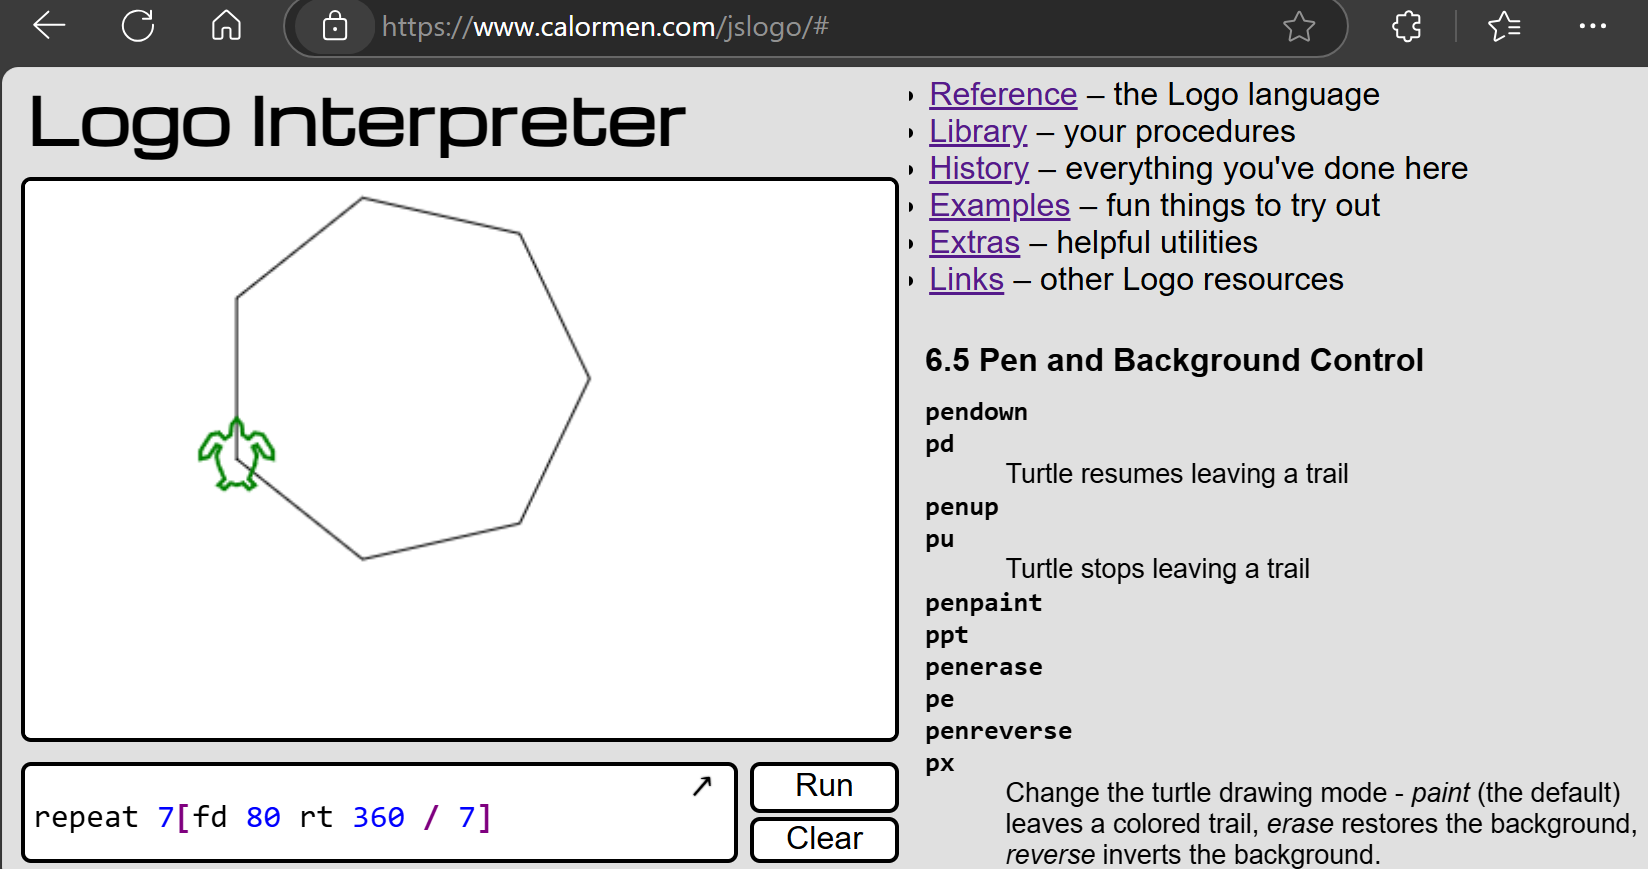 https://www.calormen.com/jslogo/#
Logo Interpreter
Reference – the Logo language
Library – your procedures
History – everything you've done here
Examples – fun things to try out
Extras – helpful utilities
Links – other Logo resources
6.5 Pen and Background Control
pendown
pd
Turtle resumes leaving a trail
penup
pu
Turtle stops leaving a trail
penpaint
ppt
penerase
pe
penreverse
px
Change the turtle drawing mode - paint (the default)
leaves a colored trail, erase restores the background,
reverse inverts the background.
repeat 7[fd 80 rt 360 / 7]
Run
Clear